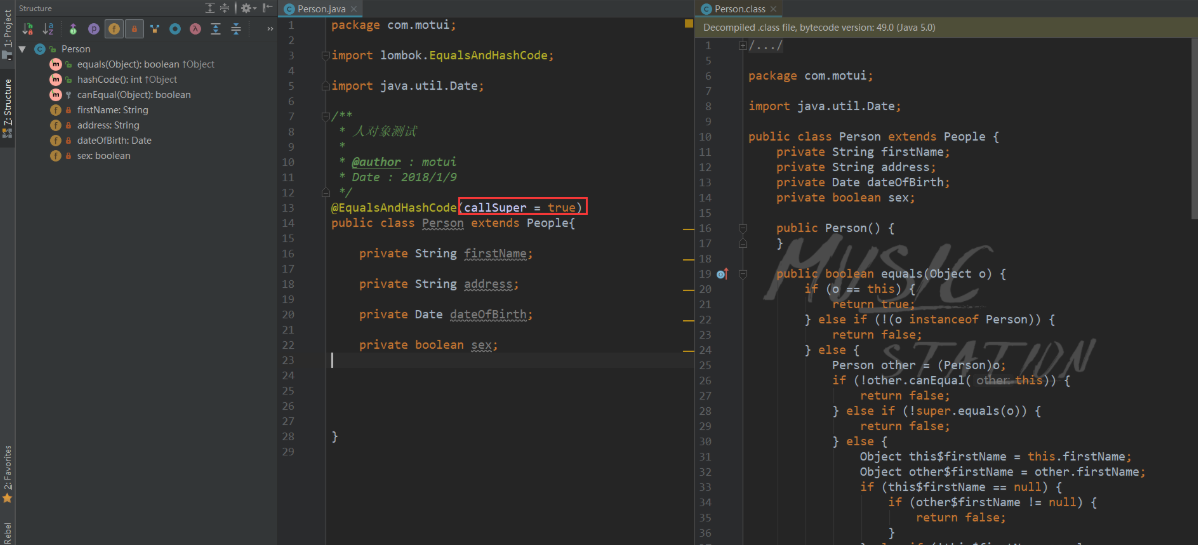 Structure
Person
equals(Object): boolean ↑Object
hashCode(): int ↑Object
canEqual(Object): boolean
firstName: String
address: String
dateOfBirth: Date
sex: boolean
1: Project
Z: Structure
2: Favorites
Rebel
Person.java
1 package com.motui;
2
3 import lombok.EqualsAndHashCode;
4
5 import java.util.Date;
6
7 /**
8 * 人对象测试
9 *
10 * @author : motui
11 * Date : 2018/1/9
12 */
13 @EqualsAndHashCode(callSuper = true)
14 public class Person extends People{
15
16 private String firstName;
17
18 private String address;
19
20 private Date dateOfBirth;
21
22 private boolean sex;
23
24
25
26
27
28 }
29
Person.class
Decompiled .class file, bytecode version: 49.0 (Java 5.0)
1 /.../
5
6 package com.motui;
7
8 import java.util.Date;
9
10 public class Person extends People {
11 private String firstName;
12 private String address;
13 private Date dateOfBirth;
14 private boolean sex;
15
16 public Person() {
17 }
18
19 public boolean equals(Object o) {
20 if (o == this) {
21 return true;
22 } else if (!(o instanceof Person)) {
23 return false;
24 } else {
25 Person other = (Person)o;
26 if (!other.canEqual( other: this)) {
27 return false;
28 } else if (!super.equals(o)) {
29 return false;
30 } else {
31 Object this$firstName = this.firstName;
32 Object other$firstName = other.firstName;
33 if (this$firstName == null) {
34 if (other$firstName != null) {
35 return false;
36 }
MUSIC
STATION